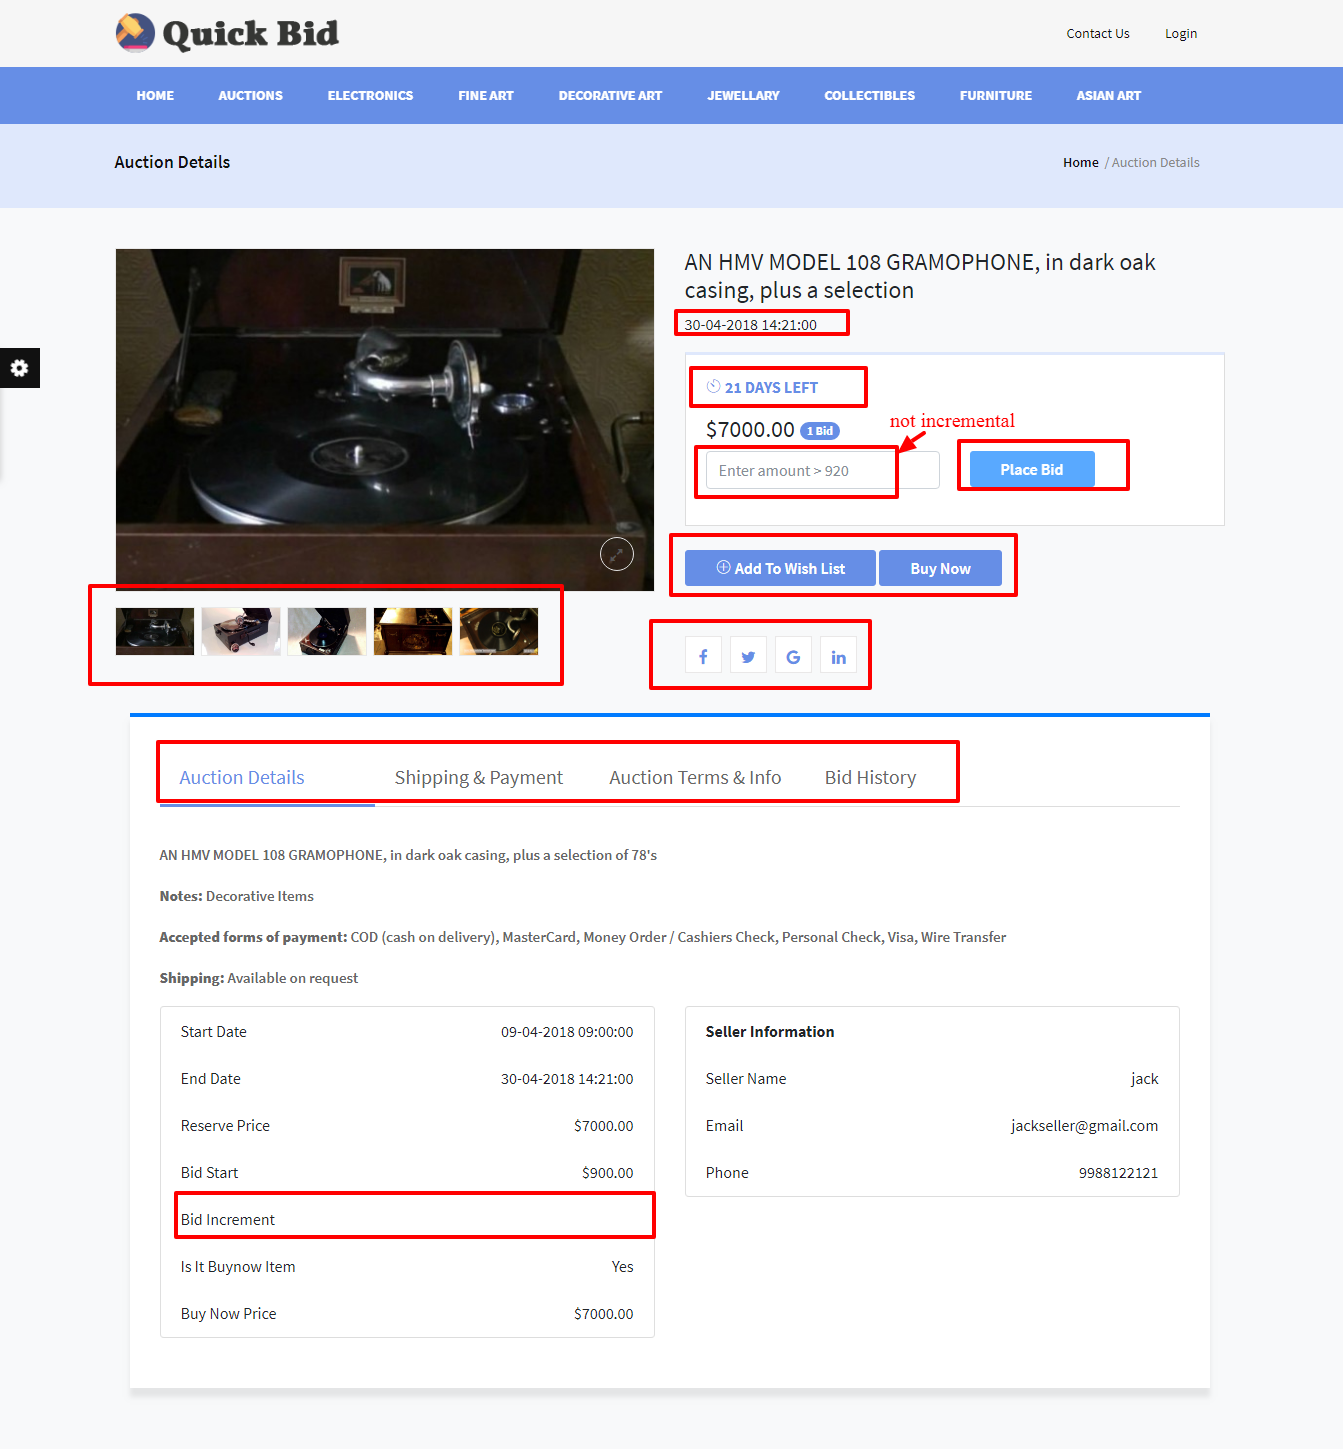 Quick Bid
Contact Us
Login
HOME
AUCTIONS
ELECTRONICS
FINE ART
DECORATIVE ART
JEWELLARY
COLLECTIBLES
FURNITURE
ASIAN ART
Auction Details
Home / Auction Details
AN HMV MODEL 108 GRAMOPHONE, in dark oak
casing, plus a selection
30-04-2018 14:21:00
21 DAYS LEFT
not incremental
$7000.00 1 Bid
Enter amount > 920
Place Bid
Add To Wish List
Buy Now
Auction Details
Shipping & Payment
Auction Terms & Info
Bid History
AN HMV MODEL 108 GRAMOPHONE, in dark oak casing, plus a selection of 78's
Notes: Decorative Items
Accepted forms of payment: COD (cash on delivery), MasterCard, Money Order / Cashiers Check, Personal Check, Visa, Wire Transfer
Shipping: Available on request
Start Date 09-04-2018 09:00:00
End Date 30-04-2018 14:21:00
Reserve Price $7000.00
Bid Start $900.00
Bid Increment
Is It Buynow Item Yes
Buy Now Price $7000.00
Seller Information
Seller Name jack
Email jackseller@gmail.com
Phone 9988122121